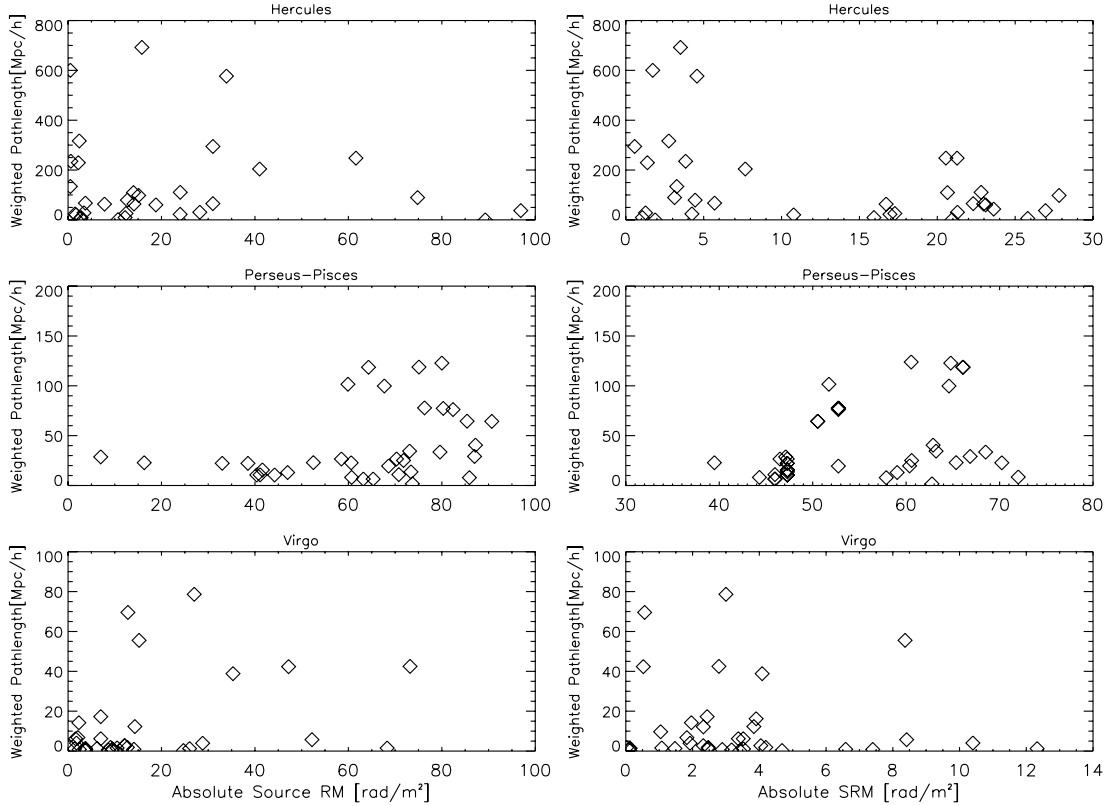 Hercules
Weighted Pathlength[Mpc/h]
800
600
400
200
0
0 20 40 60 80 100
Hercules
Weighted Pathlength[Mpc/h]
800
600
400
200
0
0 5 10 15 20 25 30
Perseus-Pisces
Weighted Pathlength[Mpc/h]
200
150
100
50
0
0 20 40 60 80 100
Perseus-Pisces
Weighted Pathlength[Mpc/h]
200
150
100
50
0
30 40 50 60 70 80
Virgo
Weighted Pathlength[Mpc/h]
100
80
60
40
20
0
0 20 40 60 80 100
Absolute Source RM [rad/m²]
Virgo
Weighted Pathlength[Mpc/h]
100
80
60
40
20
0
0 2 4 6 8 10 12 14
Absolute SRM [rad/m²]